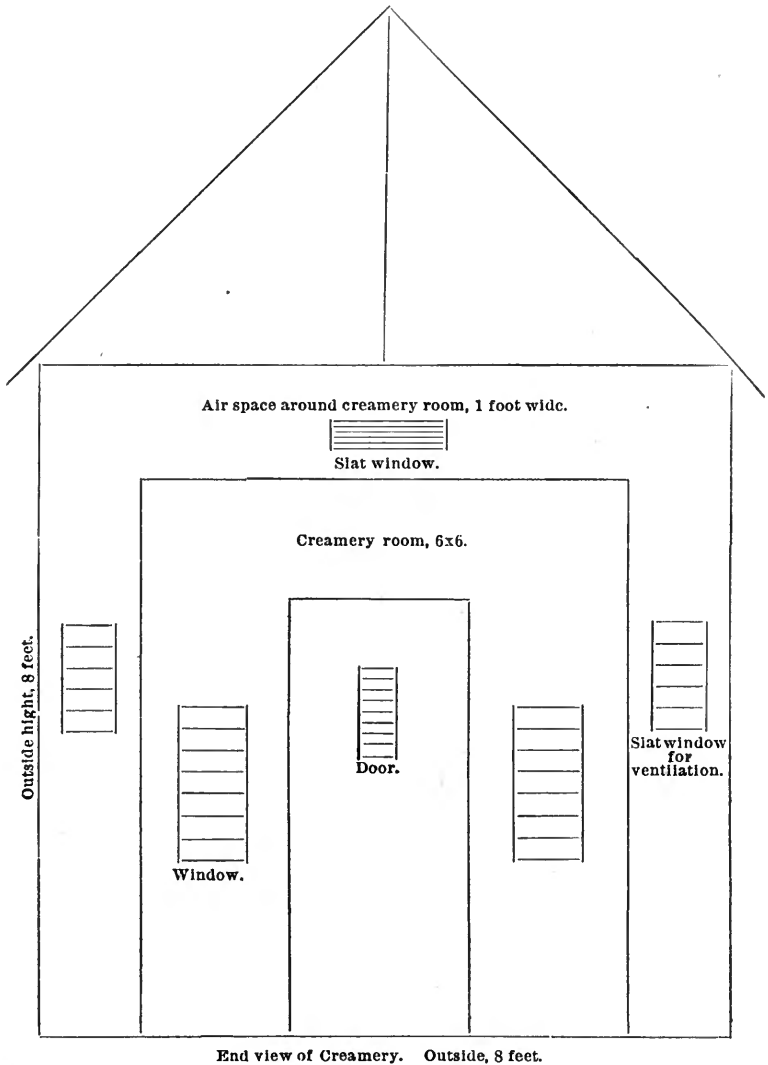 Air space around creamery room, 1 foot wide.
Slat window.
Creamery room, 6x6.
Outside hight, 8 feet.
Slat window
for
ventilation.
Door.
Window.
End view of Creamery. Outside, 8 feet.